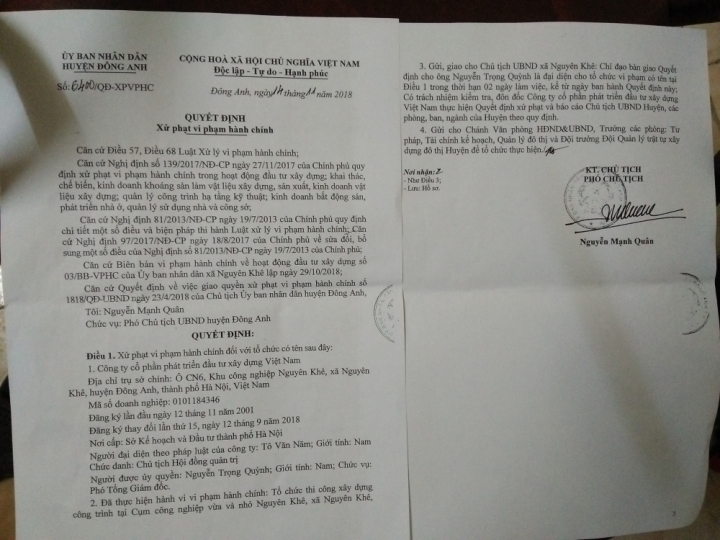 ỦY BAN NHÂN DÂN
HUYỆN ĐÔNG ANH
CỘNG HOÀ XÃ HỘI CHỦ NGHĨA VIỆT NAM
Độc lập - Tự do - Hạnh phúc
Số: 6400/QĐ-XPVPHC
Đông Anh, ngày 14 tháng 11 năm 2018
QUYẾT ĐỊNH
Xử phạt vi phạm hành chính
Căn cứ Điều 57, Điều 68 Luật Xử lý vi phạm hành chính;
Căn cứ Nghị định số 139/2017/NĐ-CP ngày 27/11/2017 của Chính phủ quy
định xử phạt vi phạm hành chính trong hoạt động đầu tư xây dựng; khai thác,
chế biến, kinh doanh khoáng sản làm vật liệu xây dựng, sản xuất, kinh doanh vật
liệu xây dựng; quản lý công trình hạ tầng kỹ thuật; kinh doanh bất động sản,
phát triển nhà ở, quản lý sử dụng nhà và công sở;
Căn cứ Nghị định 81/2013/NĐ-CP ngày 19/7/2013 của Chính phủ quy định
chi tiết một số điều và biện pháp thi hành Luật xử lý vi phạm hành chính; Căn
cứ Nghị định 97/2017/NĐ-CP ngày 18/8/2017 của Chính phủ về sửa đổi, bổ
sung một số điều của Nghị định số 81/2013/NĐ-CP ngày 19/7/2013 của Chính phủ;
Căn cứ Biên bản vi phạm hành chính về hoạt động đầu tư xây dựng số
03/BB-VPHC của Ủy ban nhân dân xã Nguyên Khê lập ngày 29/10/2018;
Căn cứ Quyết định về việc giao quyền xử phạt vi phạm hành chính số
1818/QĐ-UBND ngày 23/4/2018 của Chủ tịch Ủy ban nhân dân huyện Đông Anh,
Tôi: Nguyễn Mạnh Quân
Chức vụ: Phó Chủ tịch UBND huyện Đông Anh
QUYẾT ĐỊNH:
Điều 1. Xử phạt vi phạm hành chính đối với tổ chức có tên sau đây:
1. Công ty cổ phần phát triển đầu tư xây dựng Việt Nam
Địa chỉ trụ sở chính: Ô CN6, Khu công nghiệp Nguyên Khê, xã Nguyên
Khê, huyện Đông Anh, thành phố Hà Nội, Việt Nam
Mã số doanh nghiệp: 0101184346
Đăng ký lần đầu ngày 12 tháng 11 năm 2001
Đăng ký thay đổi lần thứ 15, ngày 12 tháng 9 năm 2018
Nơi cấp: Sở Kế hoạch và Đầu tư thành phố Hà Nội
Người đại diện theo pháp luật của công ty: Tô Văn Năm; Giới tính: Nam
Chức danh: Chủ tịch Hội đồng quản trị
Người được ủy quyền: Nguyễn Trọng Quỳnh; Giới tính: Nam; Chức vụ:
Phó Tổng Giám đốc.
2. Đã thực hiện hành vi vi phạm hành chính: Tổ chức thi công xây dựng
công trình tại Cụm công nghiệp vừa và nhỏ Nguyên Khê, xã Nguyên Khê,
3. Gửi, giao cho Chủ tịch UBND xã Nguyên Khê: Chỉ đạo bàn giao Quyết
định cho ông Nguyễn Trọng Quỳnh là đại diện cho tổ chức vi phạm có tên tại
Điều 1 trong thời hạn 02 ngày làm việc, kể từ ngày ban hành Quyết định này;
Có trách nhiệm kiểm tra, đôn đốc Công ty cổ phần phát triển đầu tư xây dựng
Việt Nam thực hiện Quyết định xử phạt và báo cáo Chủ tịch UBND Huyện, các
phòng, ban, ngành của Huyện theo quy định.
4. Gửi cho Chánh Văn phòng HĐND&UBND, Trưởng các phòng: Tư
pháp, Tài chính kế hoạch, Quản lý đô thị và Đội trưởng Đội Quản lý trật tự xây
dựng đô thị Huyện để tổ chức thực hiện./.
Nơi nhận:
- Như Điều 3;
- Lưu: Hồ sơ.
KT. CHỦ TỊCH
PHÓ CHỦ TỊCH
Nguyễn Mạnh Quân